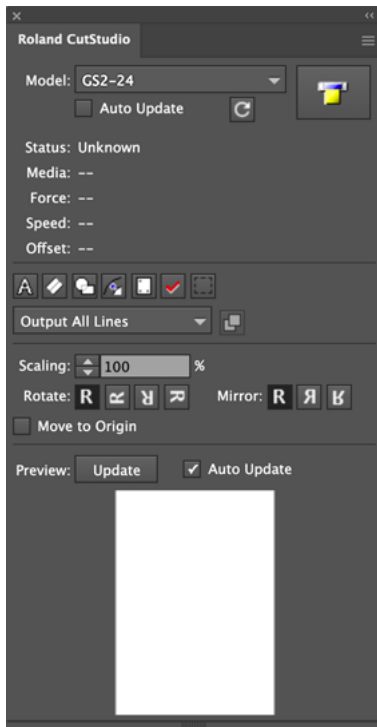 Roland CutStudio
Model: GS2-24
Auto Update
Status: Unknown
Media: --
Force: --
Speed: --
Offset: --
A
Output All Lines
Scaling: 100 %
Rotate: R R R R Mirror: R R R
Move to Origin
Preview: Update Auto Update